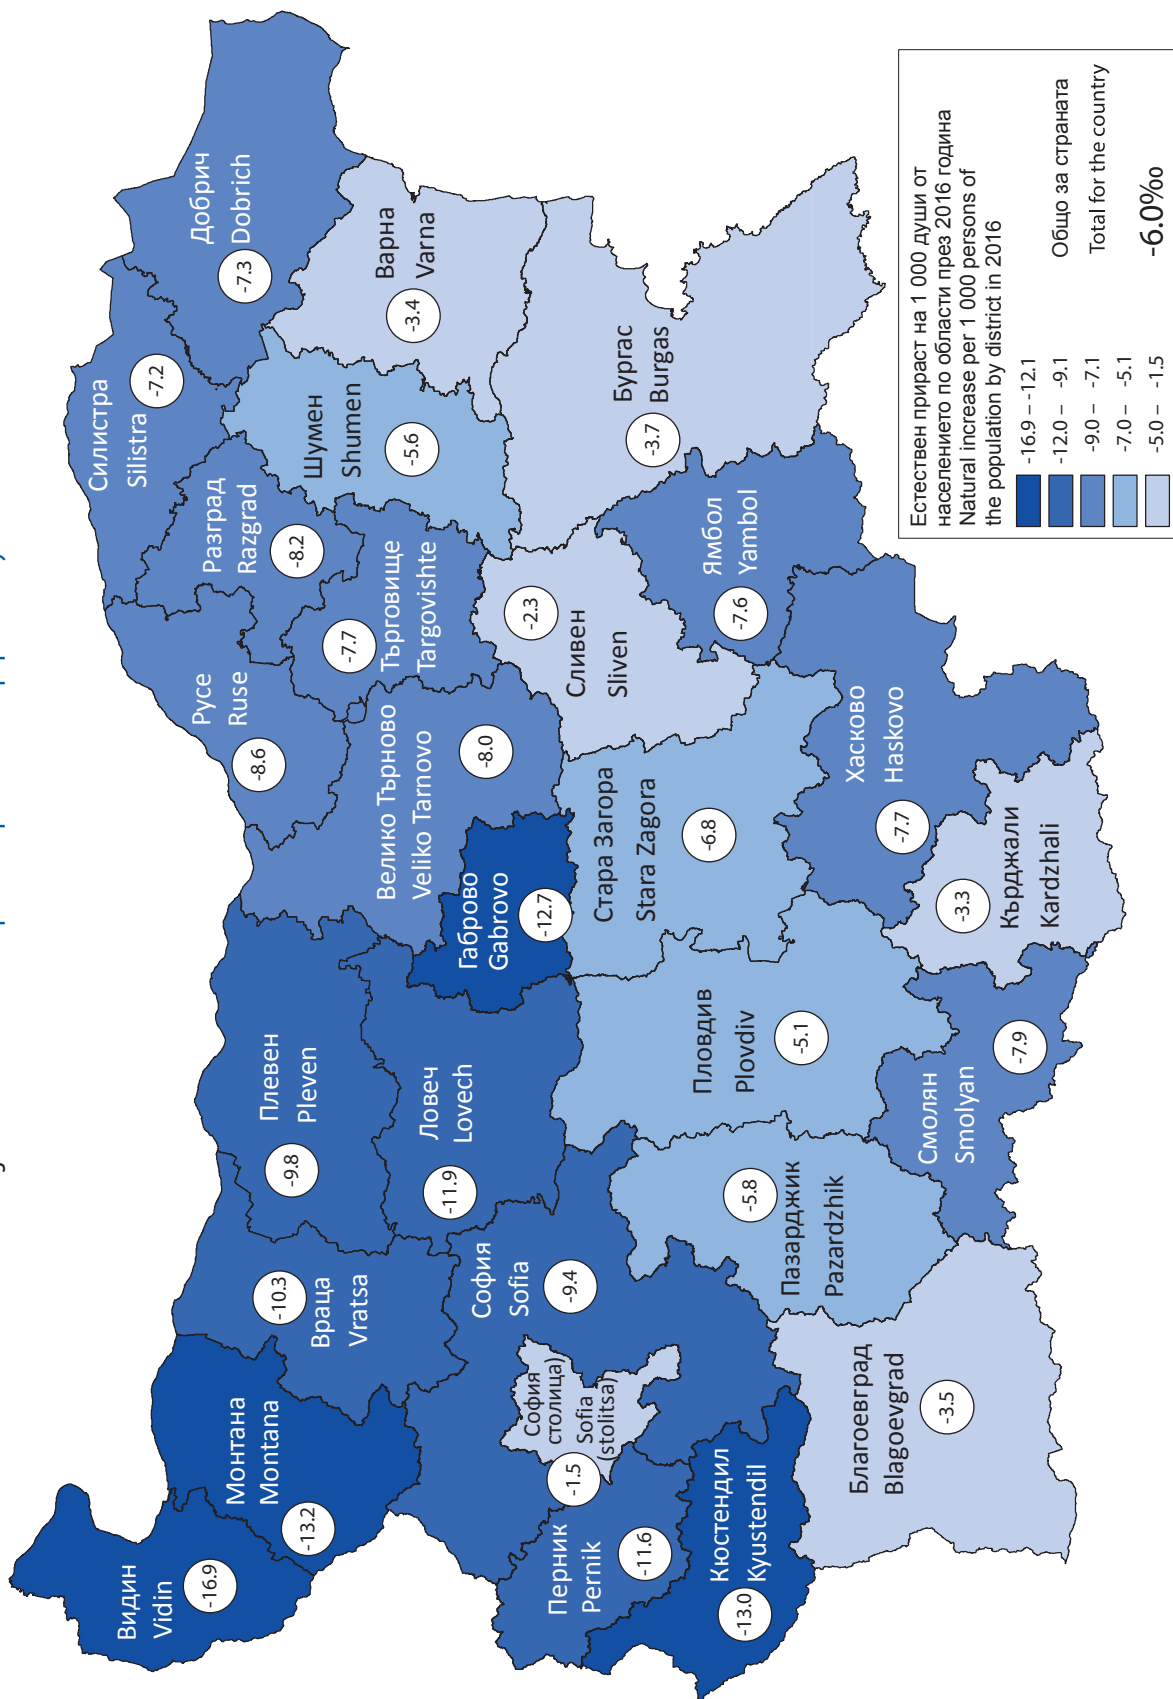 Видин
Vidin
-16.9
Монтана
Montana
-13.2
Враца
Vratsa
-10.3
Плевен
Pleven
-9.8
Ловеч
Lovech
-11.9
София
Sofia
-9.4
София
столица)
Sofia
(stolitsa)
-1.5
Перник
Pernik
-11.6
Кюстендил
Kyustendil
-13.0
Благоевград
Blagoevgrad
-3.5
Пазарджик
Pazardzhik
-5.8
Пловдив
Plovdiv
-5.1
Смолян
Smolyan
-7.9
Габрово
Gabrovo
-12.7
Велико Търново
Veliko Tarnovo
-8.0
Русе
Ruse
-8.6
Разград
Razgrad
-8.2
Търговище
Targovishte
-7.7
Силистра
Silistra
-7.2
Добрич
Dobrich
-7.3
Варна
Varna
-3.4
Шумен
Shumen
-5.6
Бургас
Burgas
-3.7
Сливен
Sliven
-2.3
Ямбол
Yambol
-7.6
Стара Загора
Stara Zagora
-6.8
Хасково
Haskovo
-7.7
Кърджали
Kardzhali
-3.3
Естествен прираст на 1 000 души от
населението по области през 2016 година
Natural increase per 1 000 persons of
the population by district in 2016
-16.9 – -12.1
-12.0 – -9.1
-9.0 – -7.1
-7.0 – -5.1
-5.0 – -1.5
Общо за страната
Total for the country
-6.0‰